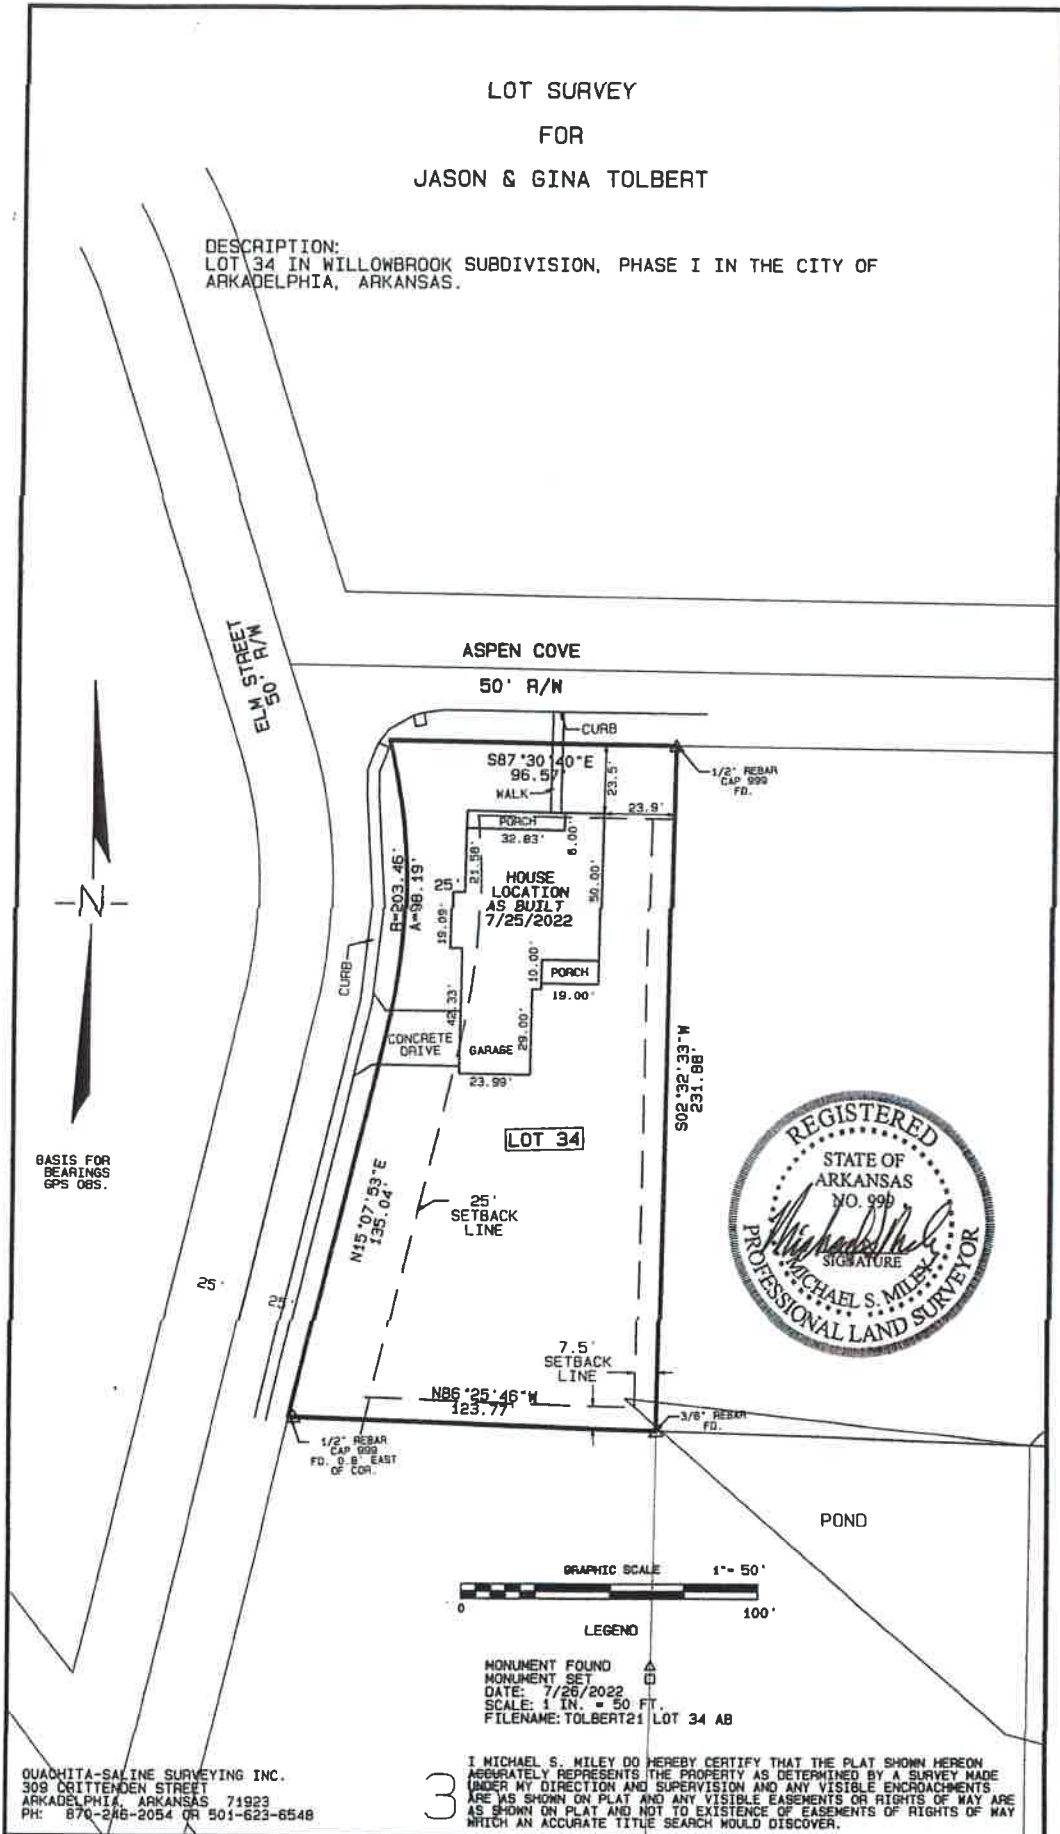 LOT SURVEY
FOR
JASON & GINA TOLBERT
DESCRIPTION:
LOT 34 IN WILLOWBROOK SUBDIVISION, PHASE I IN THE CITY OF
ARKADELPHIA, ARKANSAS.
ELM STREET
50' R/W
ASPEN COVE
50' R/W
CURB
S87°30'40"E
96.57'
WALK
23.5'
1/2" REBAR
CAP 999
FD.
23.9'
PORCH
32.83'
6.00'
21.58'
R=203.46'
A=98.19'
25'
HOUSE
LOCATION
AS BUILT
7/25/2022
50.00'
19.09'
N
CURB
10.00'
PORCH
19.00'
42.33'
CONCRETE
DRIVE
GARAGE
29.00'
23.99'
S02°32'33"W
231.88'
LOT 34
BASIS FOR
BEARINGS
GPS OBS.
N15°07'53"E
135.04'
25'
SETBACK
LINE
REGISTERED
STATE OF
ARKANSAS
NO. 999
SIGNATURE
MICHAEL S. MILEY
PROFESSIONAL LAND SURVEYOR
25'
25'
7.5'
SETBACK
LINE
N86°25'46"W
123.77'
3/8" REBAR
FD.
1/2" REBAR
CAP 999
FD. 0.8' EAST
OF COR.
POND
GRAPHIC SCALE 1"= 50'
0 100'
LEGEND
MONUMENT FOUND
MONUMENT SET
DATE: 7/26/2022
SCALE: 1 IN. = 50 FT.
FILENAME: TOLBERT21 LOT 34 AB
OUACHITA-SALINE SURVEYING INC.
309 CRITTENDEN STREET
ARKADELPHIA, ARKANSAS 71923
PH: 870-246-2054 OR 501-623-6548
3
I MICHAEL S. MILEY DO HEREBY CERTIFY THAT THE PLAT SHOWN HEREON
ACCURATELY REPRESENTS THE PROPERTY AS DETERMINED BY A SURVEY MADE
UNDER MY DIRECTION AND SUPERVISION AND ANY VISIBLE ENCROACHMENTS
ARE AS SHOWN ON PLAT AND ANY VISIBLE EASEMENTS OR RIGHTS OF WAY ARE
AS SHOWN ON PLAT AND NOT TO EXISTENCE OF EASEMENTS OF RIGHTS OF WAY
WHICH AN ACCURATE TITLE SEARCH WOULD DISCOVER.